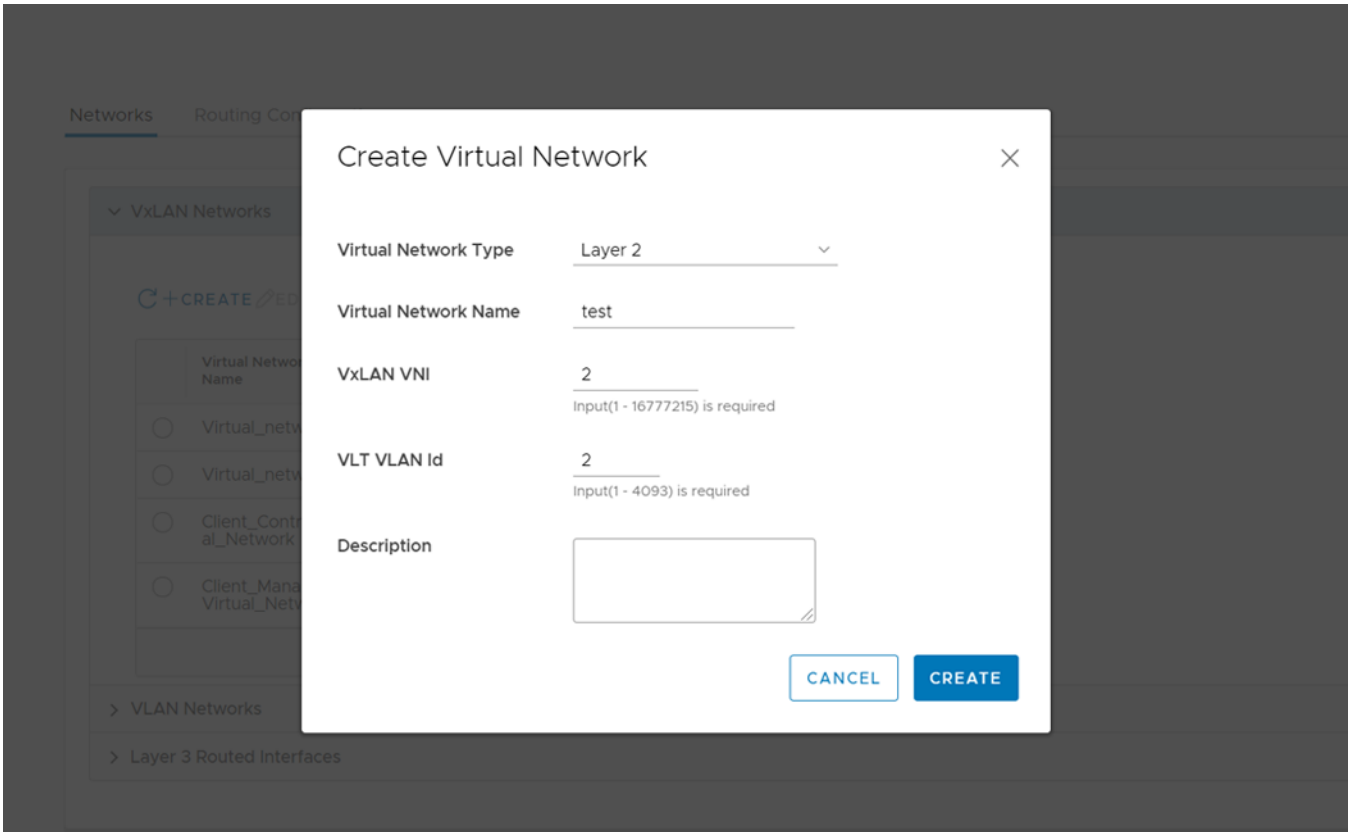 Networks Routing Con
Create Virtual Network
VxLAN Networks
Virtual Network Type Layer 2
CREATE ED
Virtual Network Name test
Virtual Networ
Name
VxLAN VNI 2
Input(1 - 16777215) is required
Virtual_netw
VLT VLAN Id 2
Virtual_netw
Input(1 - 4093) is required
Client_Contr
al_Network
Description
Client_Mana
Virtual_Netw
CANCEL CREATE
VLAN Networks
Layer 3 Routed Interfaces